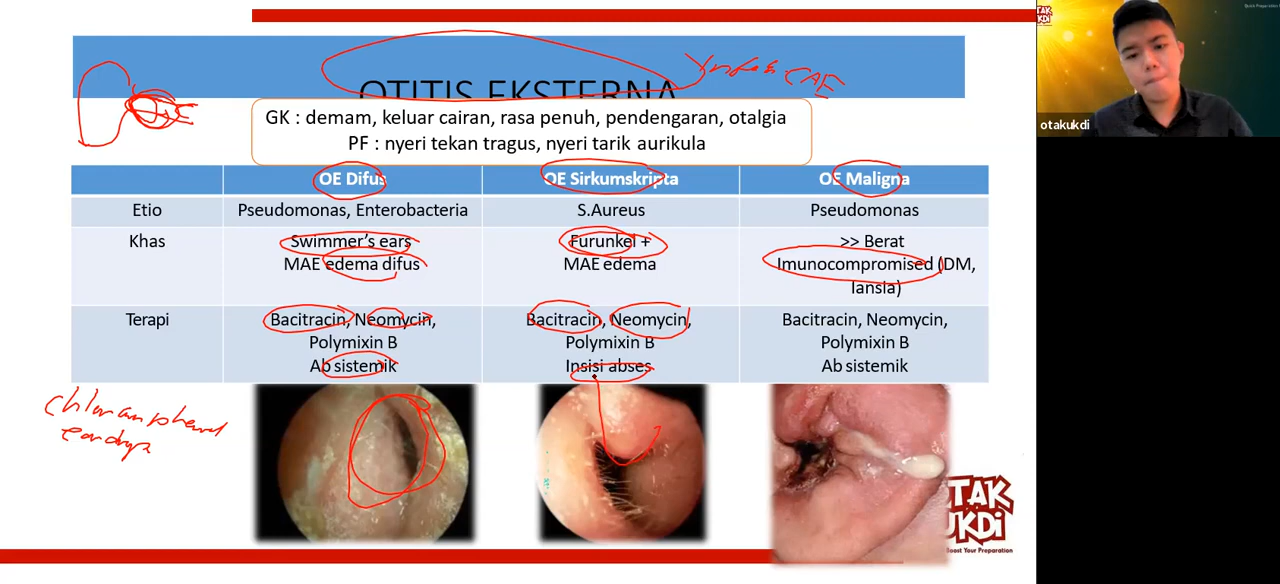 OTITIS EKSTERNA
Infeksi CAE
GK : demam, keluar cairan, rasa penuh, pendengaran, otalgia
PF : nyeri tekan tragus, nyeri tarik aurikula
OE Difus OE Sirkumskripta OE Maligna
Etio Pseudomonas, Enterobacteria S.Aureus Pseudomonas
Khas Swimmer's ears Furunkel + >> Berat
MAE edema difus MAE edema Imunocompromised (DM,
lansia)
Terapi Bacitracin, Neomycin, Bacitracin, Neomycin, Bacitracin, Neomycin,
Polymixin B Polymixin B Polymixin B
Ab sistemik Insisi abses Ab sistemik
otakukdi
TAK
UKDi
Boost Your Preparation